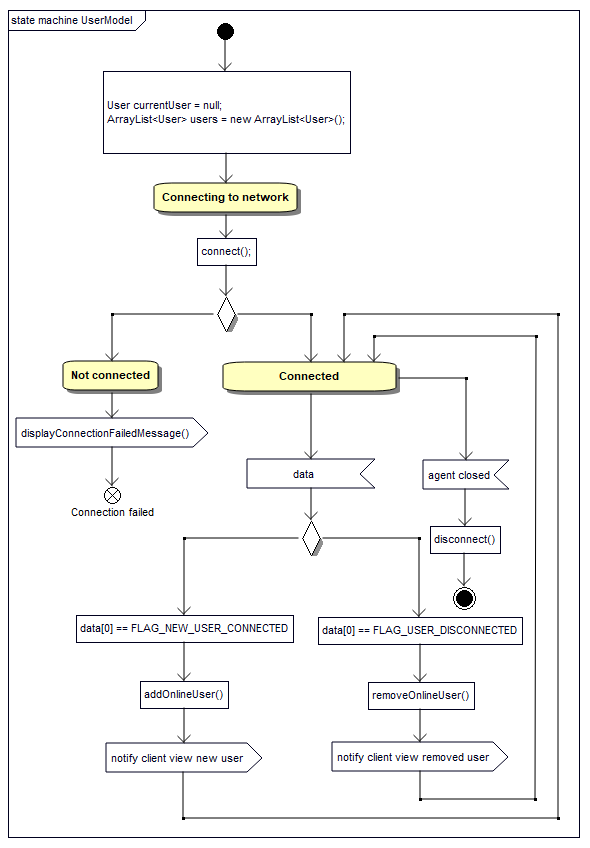 state machine UserModel
User currentUser = null;
ArrayList<User> users = new ArrayList<User>();
Connecting to network
connect();
Not connected
Connected
displayConnectionFailedMessage()
data
agent closed
Connection failed
disconnect()
data[0] == FLAG_NEW_USER_CONNECTED
data[0] == FLAG_USER_DISCONNECTED
addOnlineUser()
removeOnlineUser()
notify client view new user
notify client view removed user